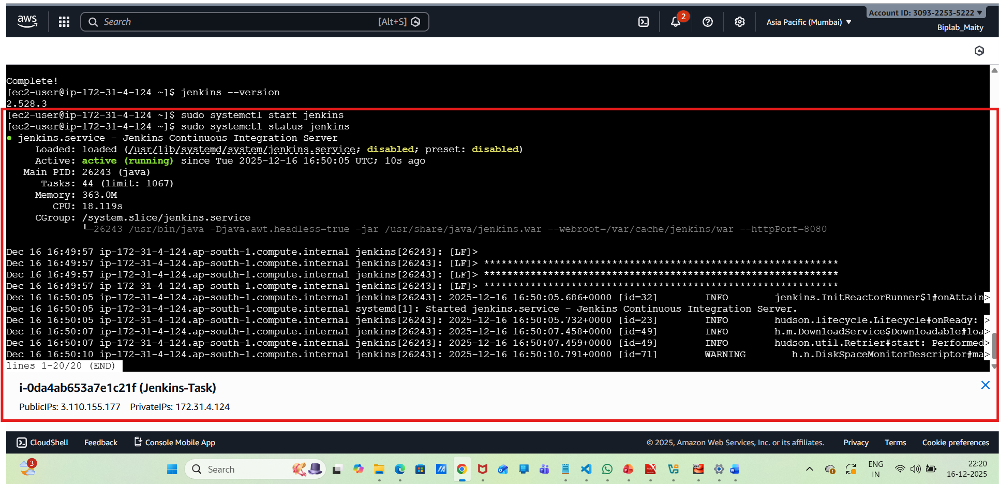 aws
Search [Alt+S]
2
Asia Pacific (Mumbai) ▼
Account ID: 3093-2253-5222 ▼
Biplab_Maity
Complete!
[ec2-user@ip-172-31-4-124 ~]$ jenkins --version
2.528.3
[ec2-user@ip-172-31-4-124 ~]$ sudo systemctl start jenkins
[ec2-user@ip-172-31-4-124 ~]$ sudo systemctl status jenkins
● jenkins.service - Jenkins Continuous Integration Server
Loaded: loaded (/usr/lib/systemd/system/jenkins.service; disabled; preset: disabled)
Active: active (running) since Tue 2025-12-16 16:50:05 UTC; 10s ago
Main PID: 26243 (java)
Tasks: 44 (limit: 1067)
Memory: 363.0M
CPU: 18.119s
CGroup: /system.slice/jenkins.service
└─26243 /usr/bin/java -Djava.awt.headless=true -jar /usr/share/java/jenkins.war --webroot=/var/cache/jenkins/war --httpPort=8080
Dec 16 16:49:57 ip-172-31-4-124.ap-south-1.compute.internal jenkins[26243]: [LF]>
Dec 16 16:49:57 ip-172-31-4-124.ap-south-1.compute.internal jenkins[26243]: [LF]> *************************************************************
Dec 16 16:49:57 ip-172-31-4-124.ap-south-1.compute.internal jenkins[26243]: [LF]> *************************************************************
Dec 16 16:49:57 ip-172-31-4-124.ap-south-1.compute.internal jenkins[26243]: [LF]> *************************************************************
Dec 16 16:50:05 ip-172-31-4-124.ap-south-1.compute.internal jenkins[26243]: 2025-12-16 16:50:05.686+0000 [id=32] INFO jenkins.InitReactorRunner$1#onAttain>
Dec 16 16:50:05 ip-172-31-4-124.ap-south-1.compute.internal systemd[1]: Started jenkins.service - Jenkins Continuous Integration Server.
Dec 16 16:50:05 ip-172-31-4-124.ap-south-1.compute.internal jenkins[26243]: 2025-12-16 16:50:05.732+0000 [id=23] INFO hudson.lifecycle.Lifecycle#onReady: >
Dec 16 16:50:07 ip-172-31-4-124.ap-south-1.compute.internal jenkins[26243]: 2025-12-16 16:50:07.458+0000 [id=49] INFO h.m.DownloadService$Downloadable#loa>
Dec 16 16:50:07 ip-172-31-4-124.ap-south-1.compute.internal jenkins[26243]: 2025-12-16 16:50:07.459+0000 [id=49] INFO hudson.util.Retrier#start: Performed>
Dec 16 16:50:10 ip-172-31-4-124.ap-south-1.compute.internal jenkins[26243]: 2025-12-16 16:50:10.791+0000 [id=71] WARNING h.n.DiskSpaceMonitorDescriptor#ma>
lines 1-20/20 (END)
i-0da4ab653a7e1c21f (Jenkins-Task)
PublicIPs: 3.110.155.177 PrivateIPs: 172.31.4.124
CloudShell Feedback Console Mobile App © 2025, Amazon Web Services, Inc. or its affiliates. Privacy Terms Cookie preferences
3
Search
ENG
IN
22:20
16-12-2025